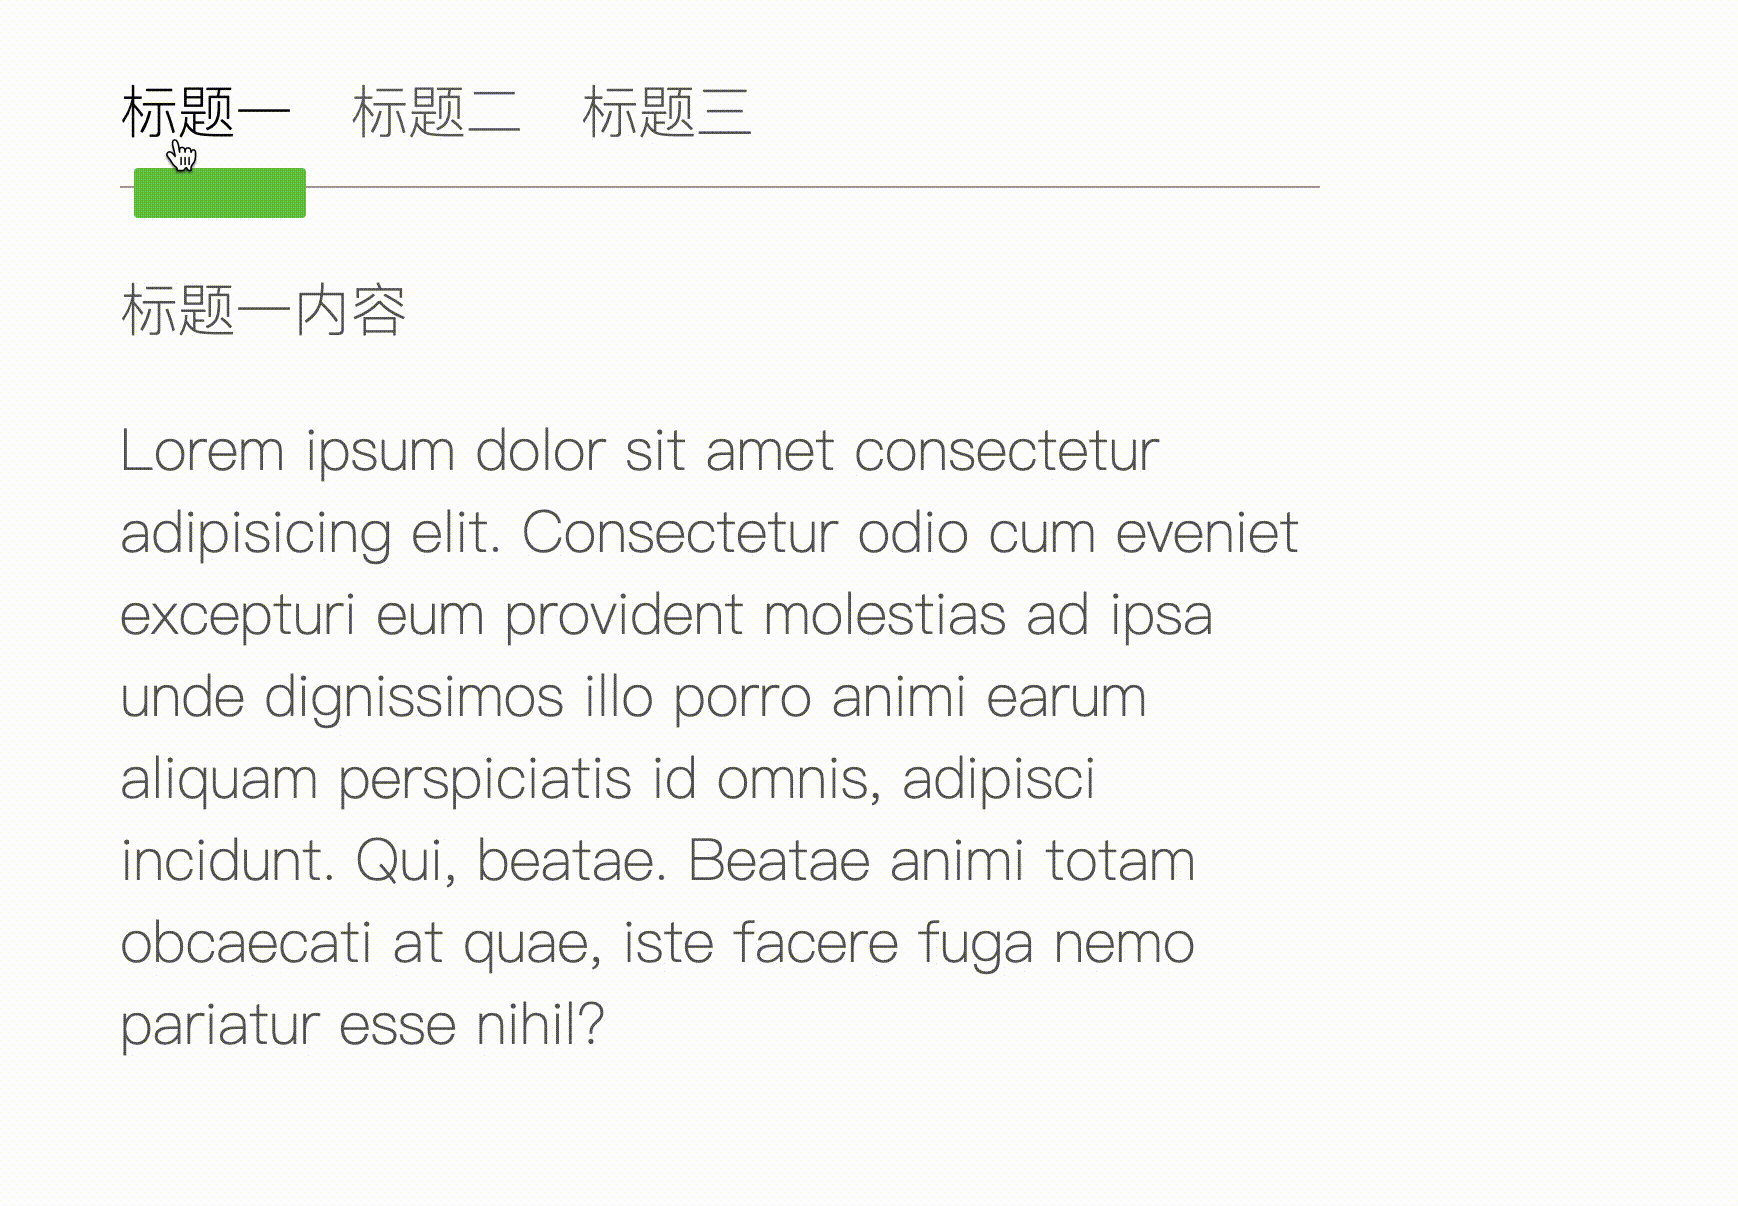 标题一 标题二 标题三
标题一内容
Lorem ipsum dolor sit amet consectetur
adipisicing elit. Consectetur odio cum eveniet
excepturi eum provident molestias ad ipsa
unde dignissimos illo porro animi earum
aliquam perspiciatis id omnis, adipisci
incidunt. Qui, beatae. Beatae animi totam
obcaecati at quae, iste facere fuga nemo
pariatur esse nihil?